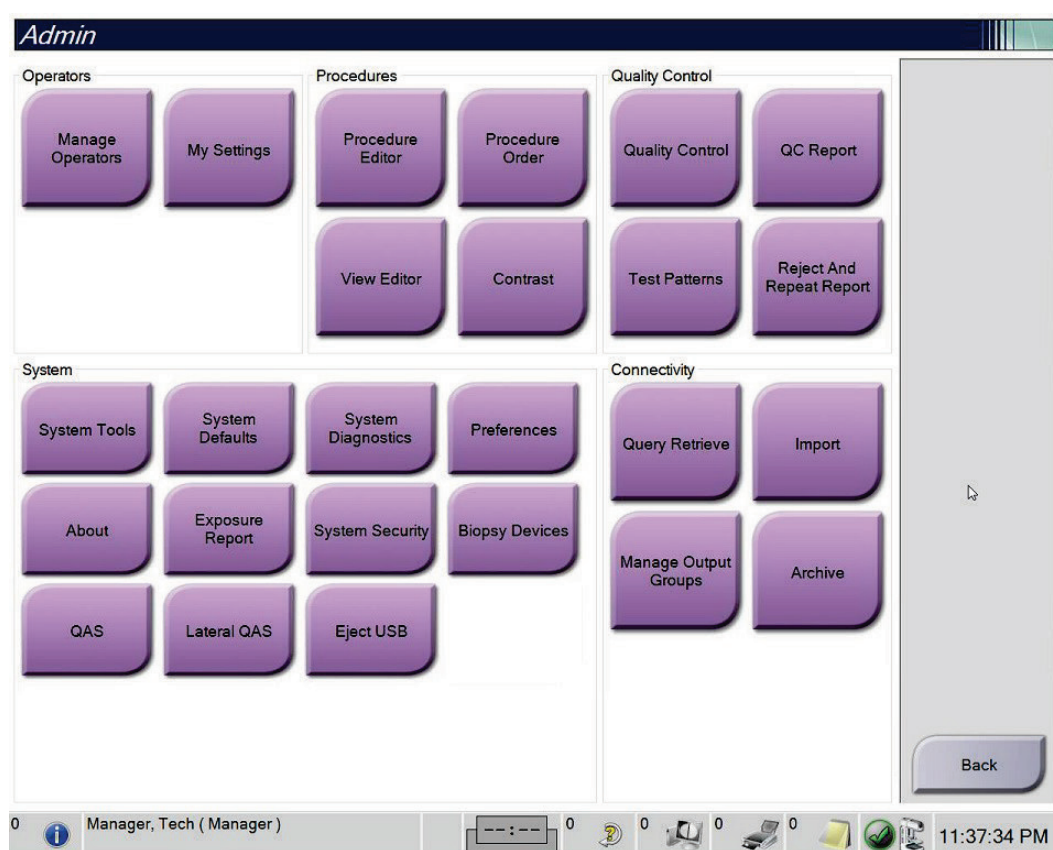 Admin
Operators
Manage
Operators
My Settings
Procedures
Procedure
Editor
Procedure
Order
View Editor
Contrast
Quality Control
Quality Control
QC Report
Test Patterns
Reject And
Repeat Report
System
System Tools
System
Defaults
System
Diagnostics
Preferences
About
Exposure
Report
System Security
Biopsy Devices
QAS
Lateral QAS
Eject USB
Connectivity
Query Retrieve
Import
Manage Output
Groups
Archive
Back
0
Manager, Tech ( Manager )
--:--
0
0
0
0
11:37:34 PM